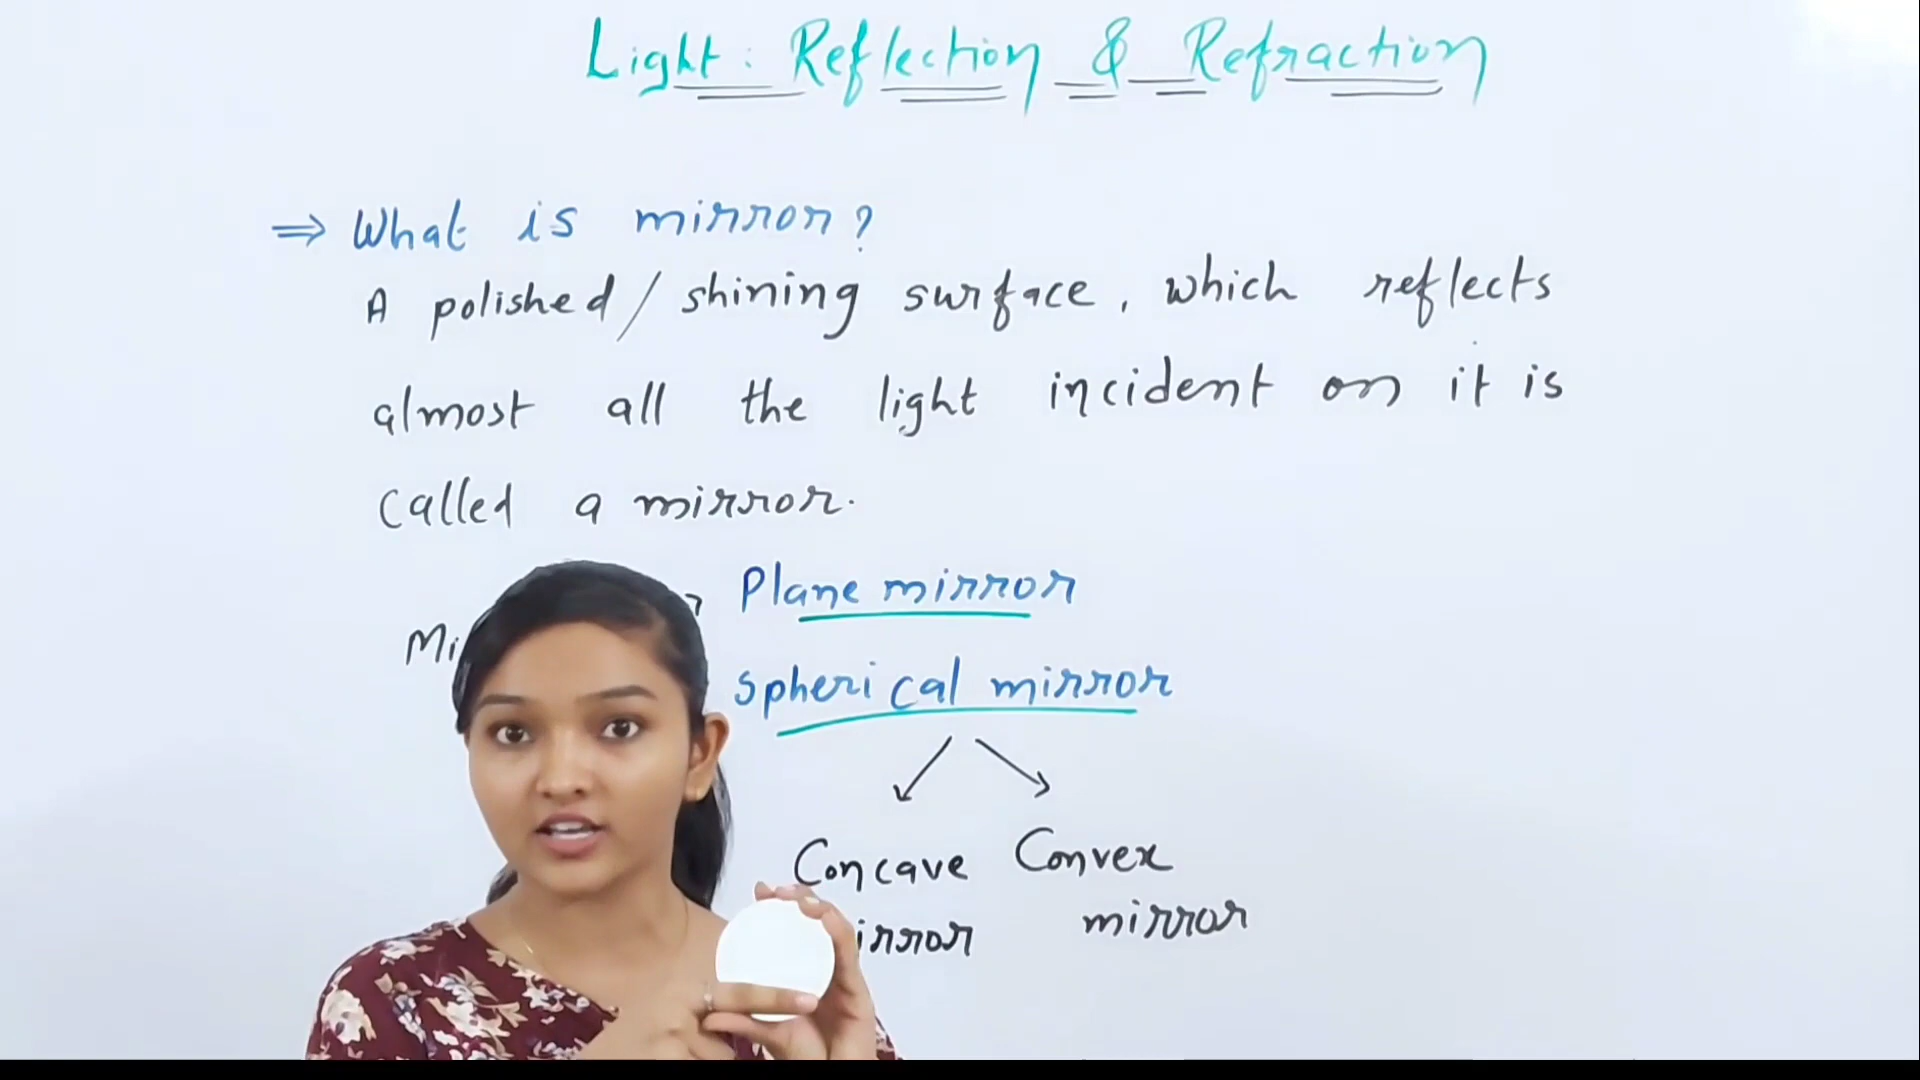 Light : Reflection & Refraction
⇒ What is mirror?
A polished / shining surface, which reflects
almost all the light incident on it is
called a mirror.
Plane mirror
Spherical mirror
Concave Convex
mirror